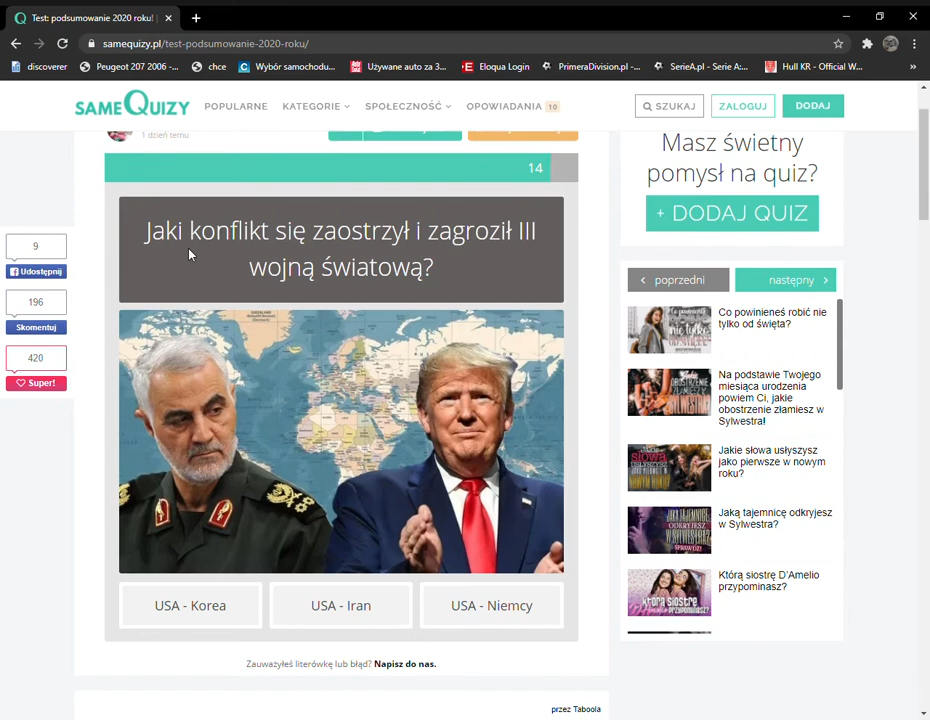 Test: podsumowanie 2020 roku! |
samequizy.pl/test-podsumowanie-2020-roku/
discoverer
Peugeot 207 2006 -...
chce
Wybór samochodu...
Używane auto za 3...
Eloqua Login
PrimeraDivision.pl -...
SerieA.pl - Serie A:...
Hull KR - Official W...
»
SAMEQUIZY
POPULARNE
KATEGORIE
SPOŁECZNOŚĆ
OPOWIADANIA 10
SZUKAJ
ZALOGUJ
DODAJ
1 dzień temu
14
Jaki konflikt się zaostrzył i zagroził III
wojną światową?
9
Udostępnij
196
Skomentuj
420
Super!
USA - Korea
USA - Iran
USA - Niemcy
Zauważyłeś literówkę lub błąd? Napisz do nas.
przez Taboola
Masz świetny
pomysł na quiz?
+ DODAJ QUIZ
poprzedni
następny
Co powinieneś robić nie
tylko od święta?
Na podstawie Twojego
miesiąca urodzenia
powiem Ci, jakie
obostrzenie złamiesz w
Sylwestra!
Jakie słowa usłyszysz
jako pierwsze w nowym
roku?
Jaką tajemnicę odkryjesz
w Sylwestra?
Którą siostrę D'Amelio
przypominasz?